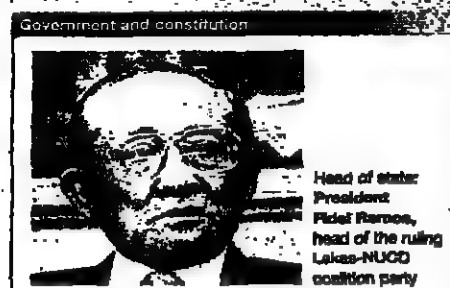 Government and constitution
Head of state:
President
Fidel Ramos,
head of the ruling
Lakas-NUCD
coalition party